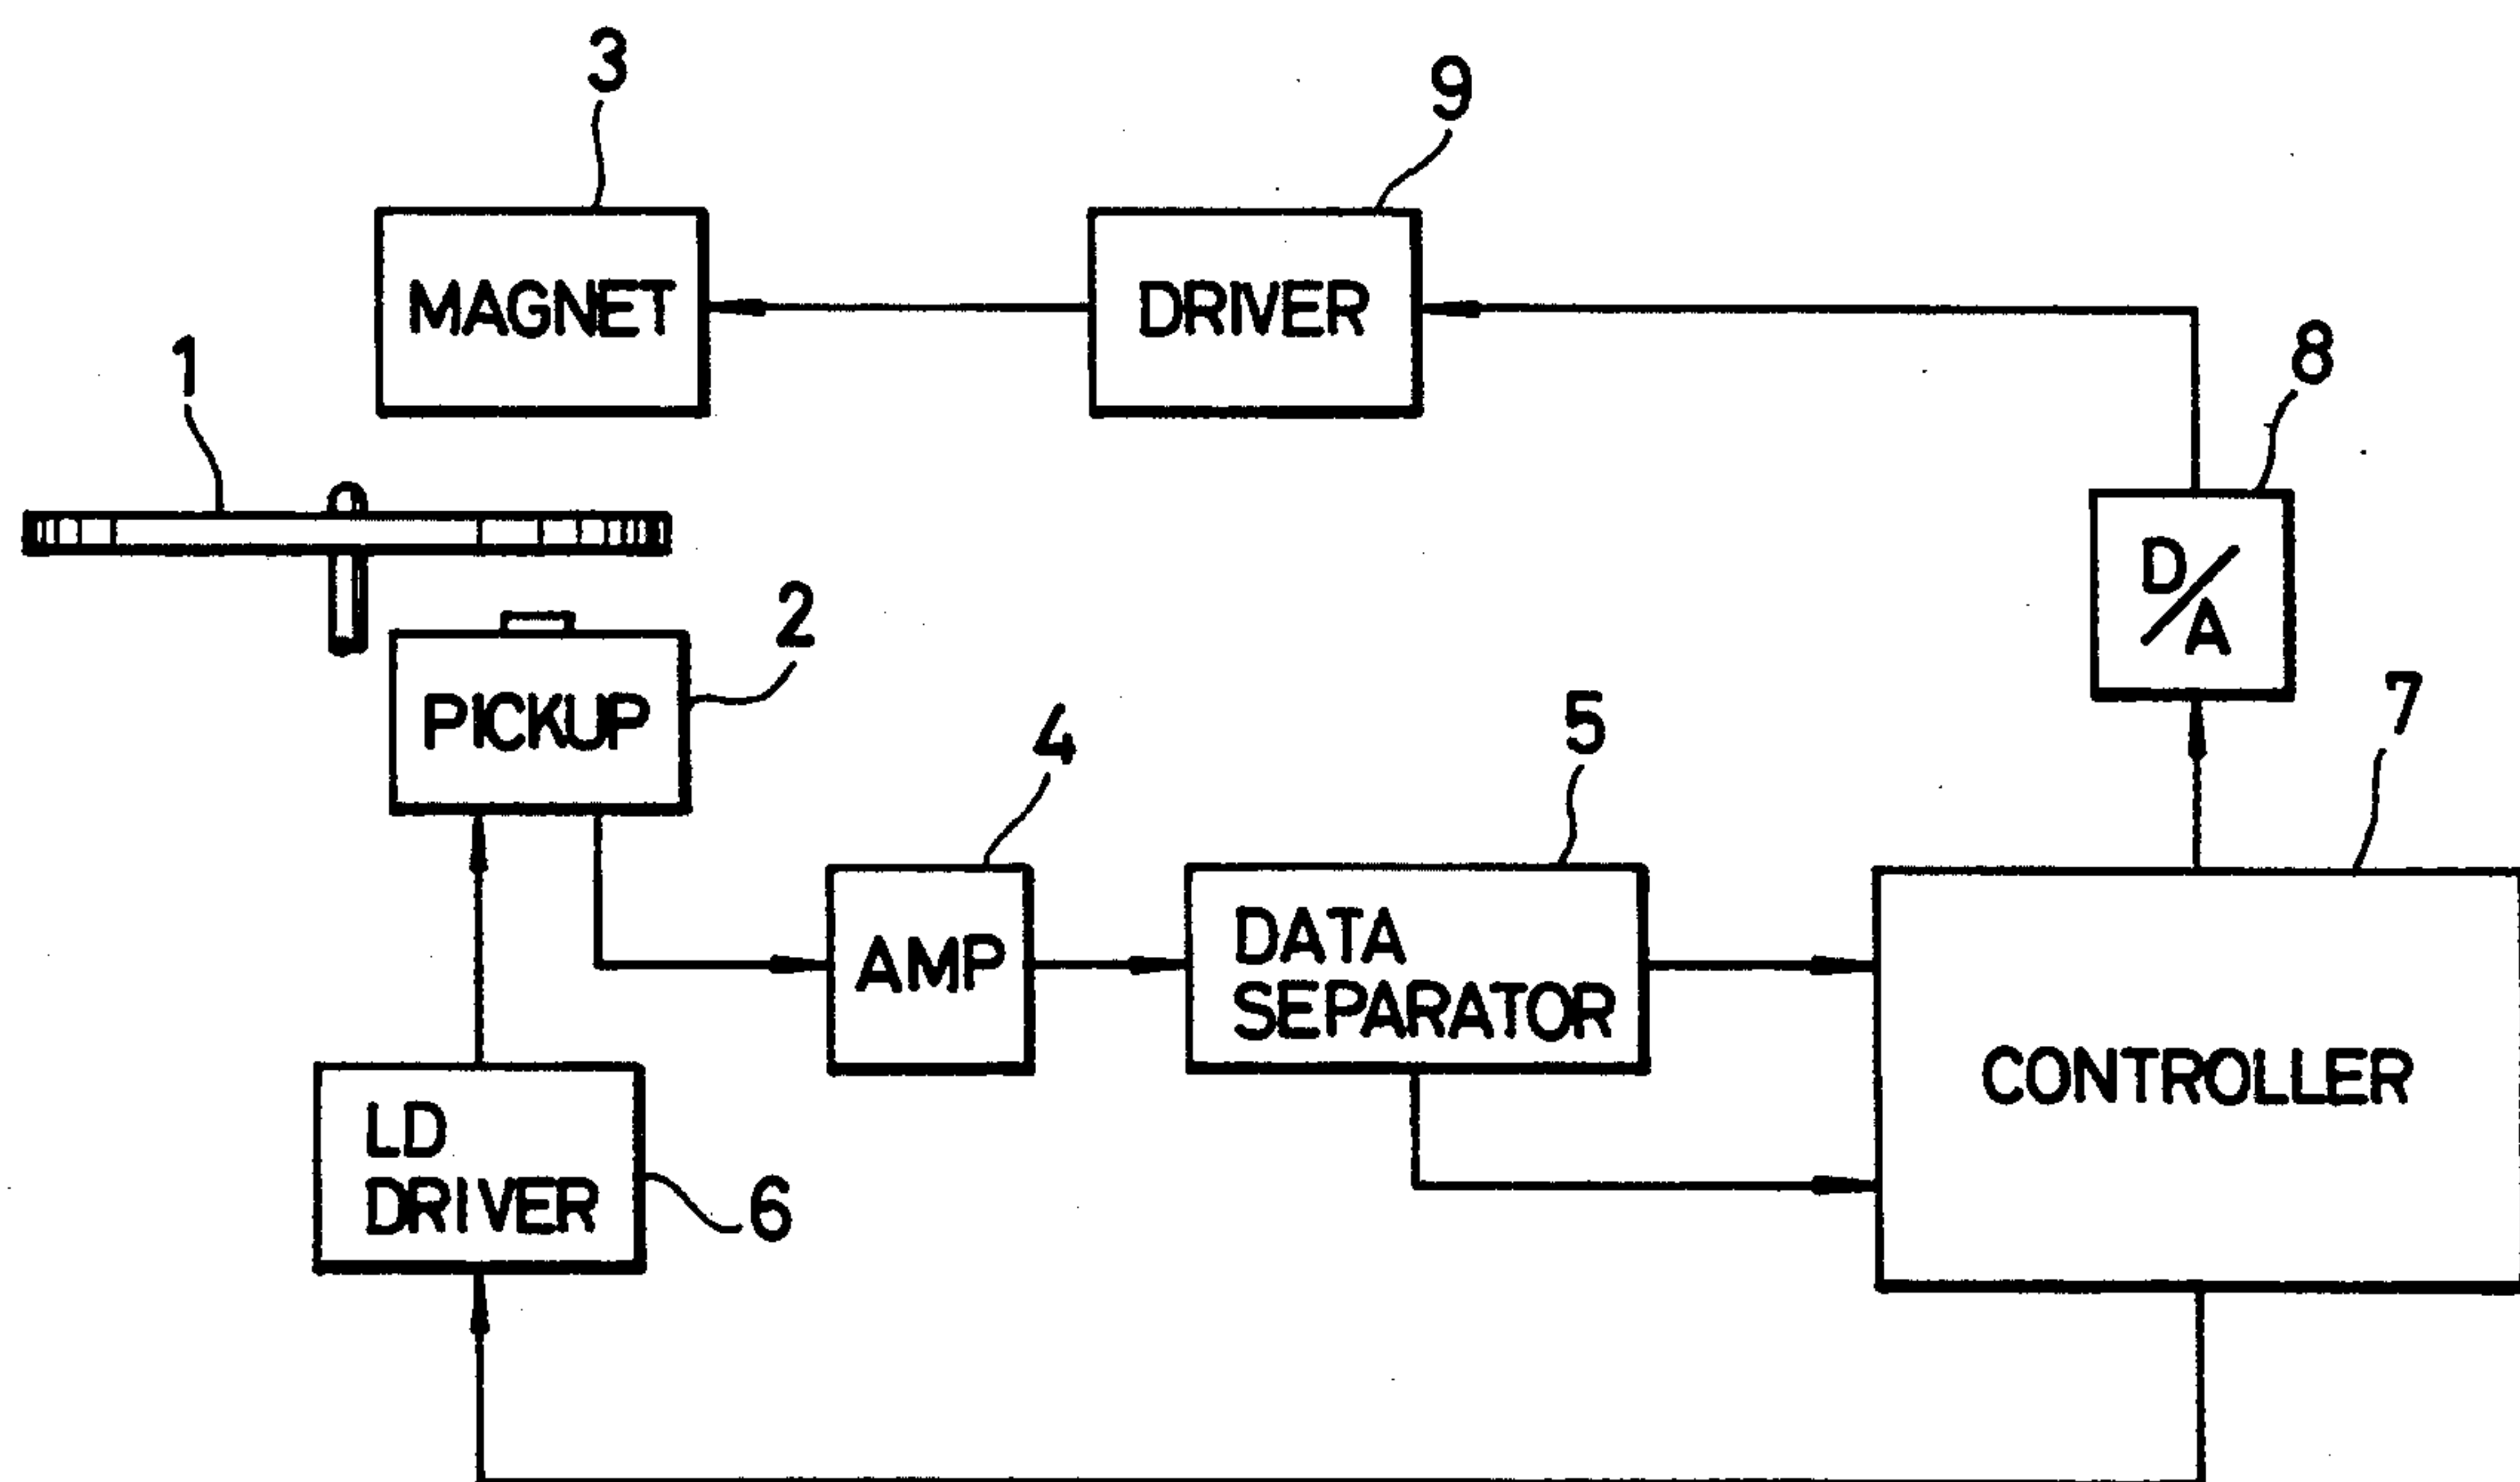 3
9
MAGNET
DRIVER
1
8
D/A
2
PICKUP
7
4
5
AMP
DATA
SEPARATOR
CONTROLLER
LD
DRIVER
6